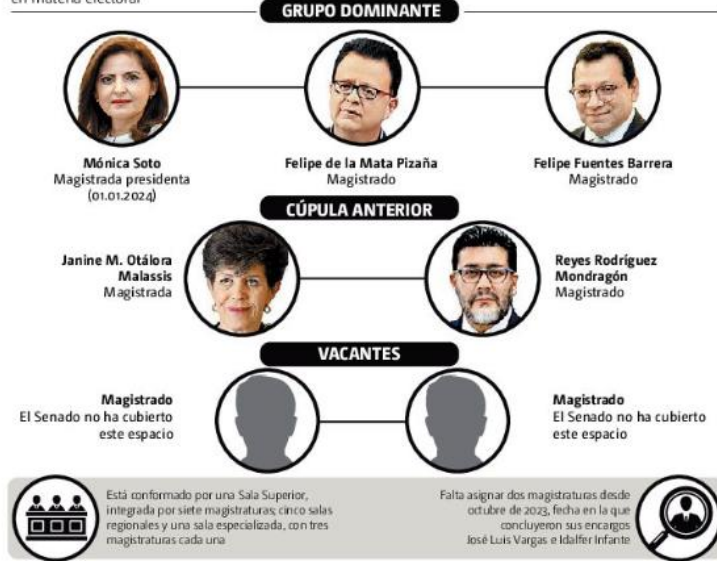 en materia electoral
GRUPO DOMINANTE
Mónica Soto
Magistrada presidenta
(01.01.2024)
Felipe de la Mata Pizaña
Magistrado
Felipe Fuentes Barrera
Magistrado
CÚPULA ANTERIOR
Janine M. Otálora
Malassis
Magistrada
Reyes Rodríguez
Mondragón
Magistrado
VACANTES
Magistrado
El Senado no ha cubierto
este espacio
Magistrado
El Senado no ha cubierto
este espacio
Está conformado por una Sala Superior,
integrada por siete magistraturas; cinco salas
regionales y una sala especializada, con tres
magistraturas cada una
Falta asignar dos magistraturas desde
octubre de 2023, fecha en la que
concluyeron sus encargos
José Luis Vargas e Idalfer Infante